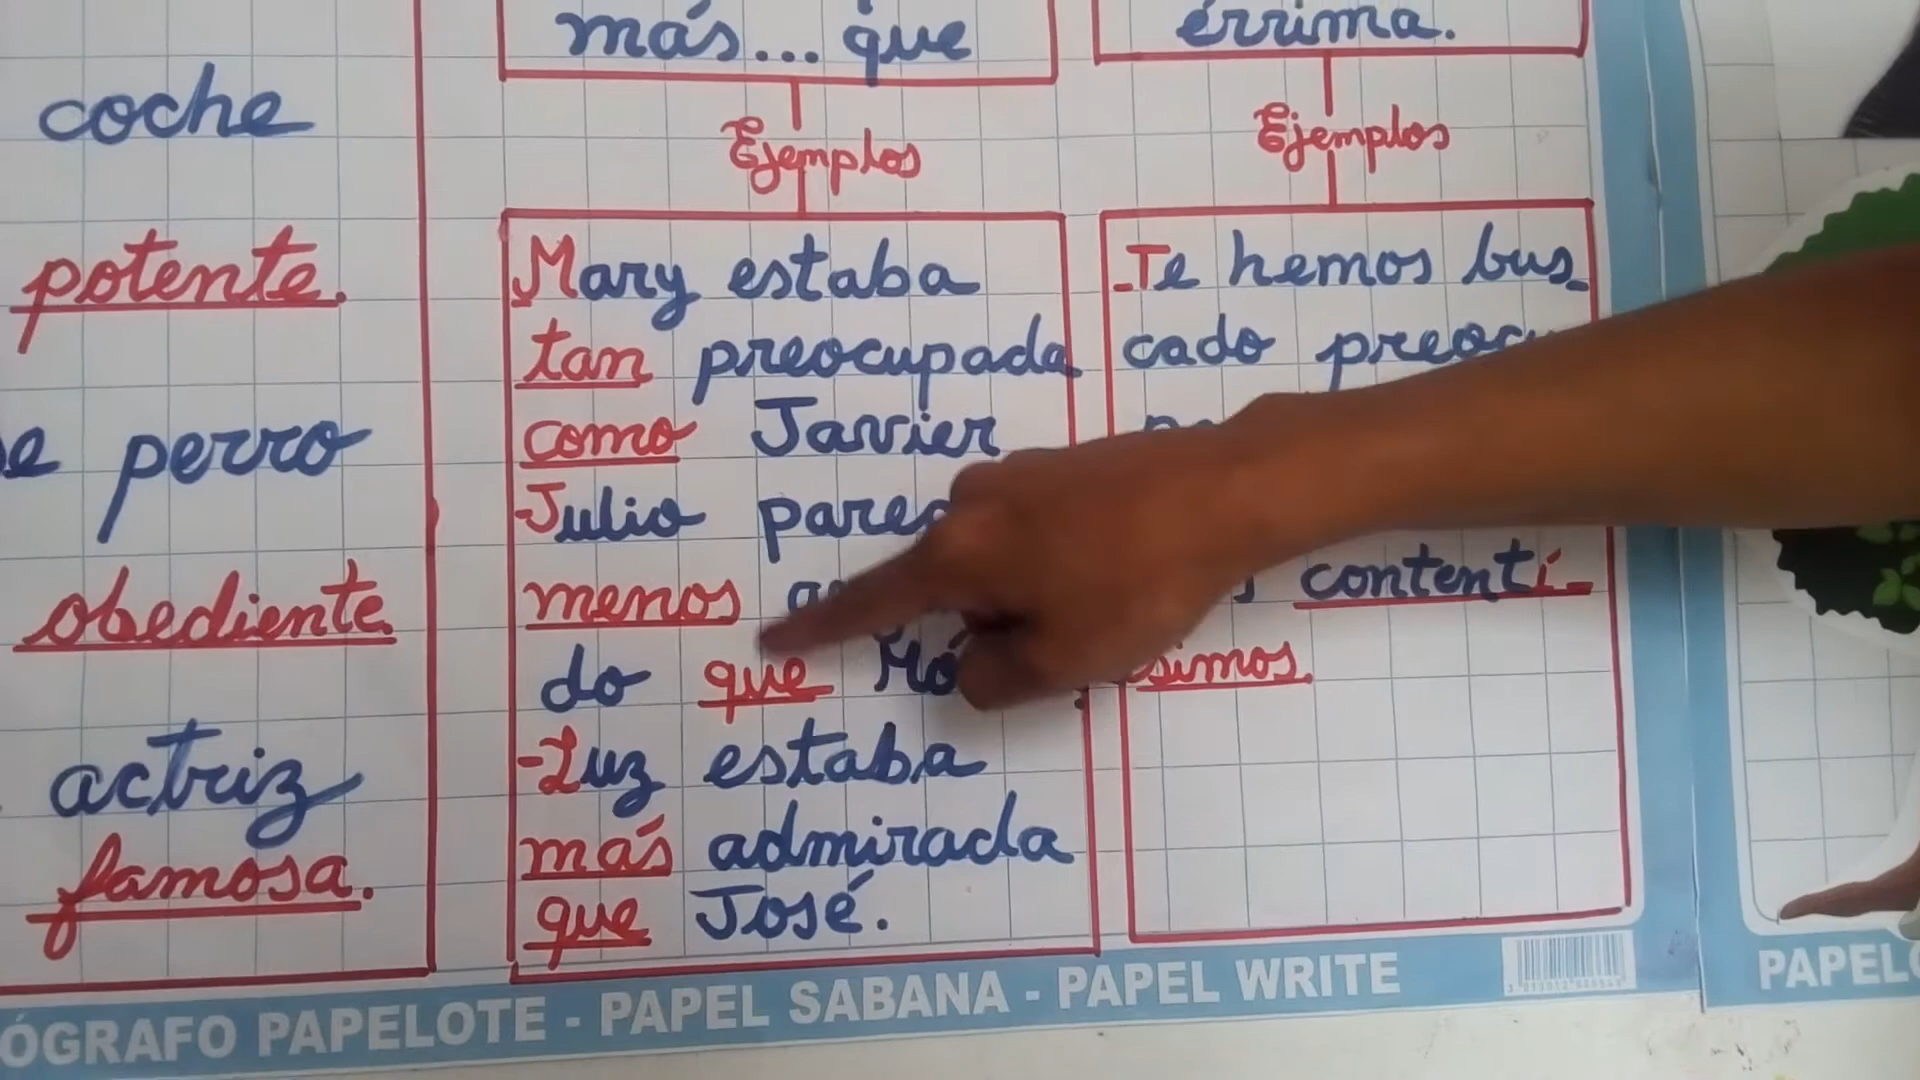 coche
potente.
perro
obediente.
actriz
famosa.
más... que
Ejemplos
Mary estaba
tan preocupada
como Javier
-Julio
menos
do que
-Luz estaba
más admirada
que José.
érrima.
Ejemplos
-Te hemos bus-
cado
contentí-
simos.
PAPELOTE - PAPEL SABANA - PAPEL WRITE